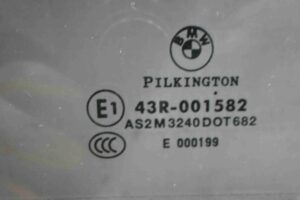 BMW
PILKINGTON
E1 43R-001582
AS2M3240DOT682
CCC E 000199